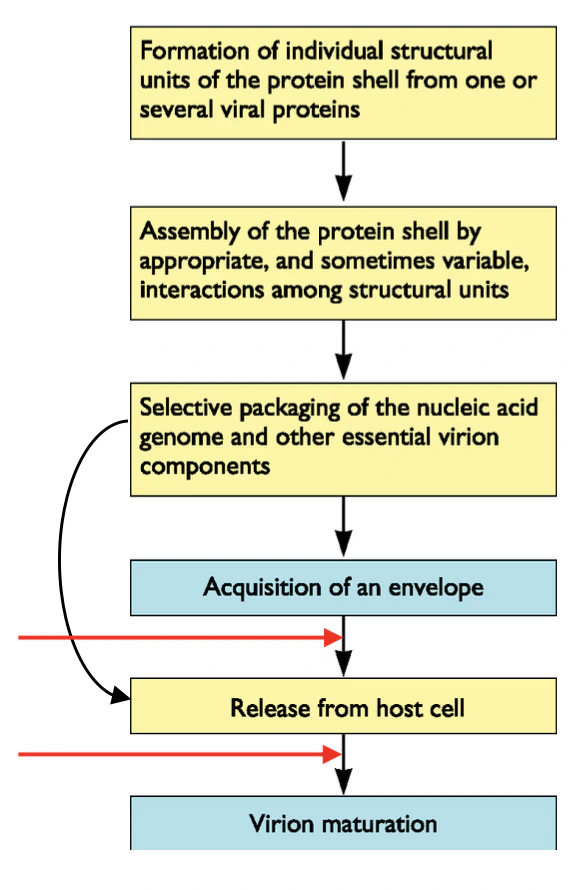 Formation of individual structural
units of the protein shell from one or
several viral proteins
Assembly of the protein shell by
appropriate, and sometimes variable,
interactions among structural units
Selective packaging of the nucleic acid
genome and other essential virion
components
Acquisition of an envelope
Release from host cell
Virion maturation